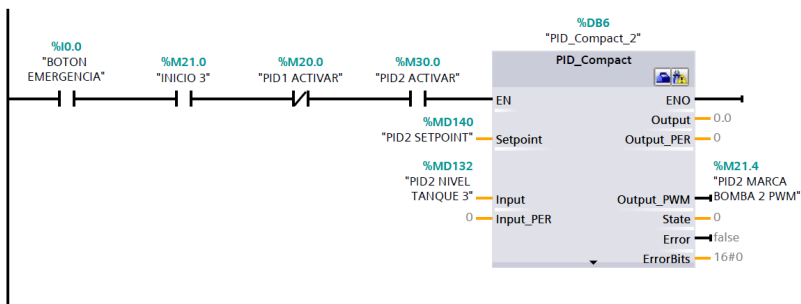 %DB6
"PID_Compact_2"
%I0.0
"BOTON
EMERGENCIA"
%M21.0
"INICIO 3"
%M20.0
"PID1 ACTIVAR"
%M30.0
"PID2 ACTIVAR"
PID_Compact
EN
ENO
%MD140
"PID2 SETPOINT"
Setpoint
Output
0.0
Output_PER
0
%MD132
"PID2 NIVEL
TANQUE 3"
Input
0
Input_PER
%M21.4
"PID2 MARCA
BOMBA 2 PWM"
Output_PWM
State
0
Error
false
ErrorBits
16#0